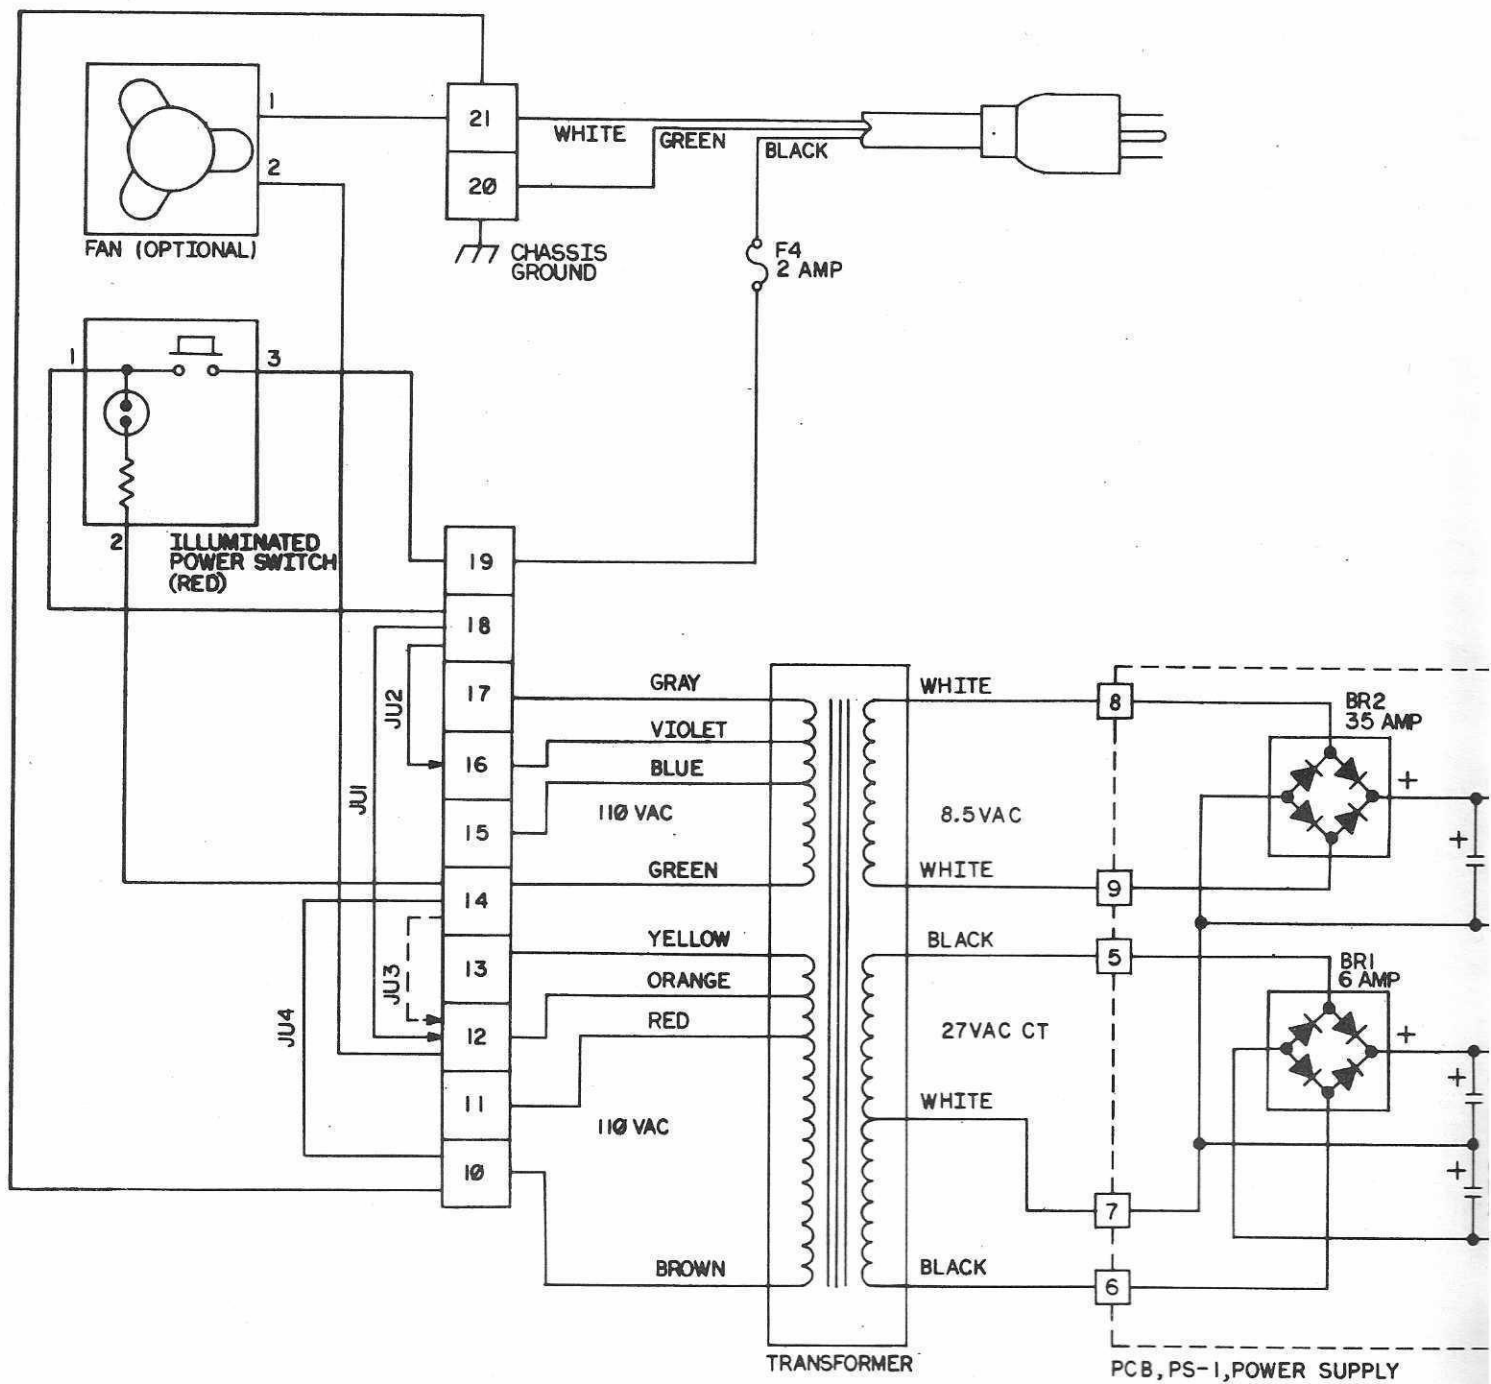 1
21
WHITE
GREEN
BLACK
2
20
FAN (OPTIONAL)
CHASSIS
GROUND
F4
2 AMP
1
3
2
ILLUMINATED
POWER SWITCH
(RED)
19
18
JU2
17
GRAY
WHITE
8
BR2
35 AMP
VIOLET
16
BLUE
+
JU1
110 VAC
8.5VAC
15
+
GREEN
WHITE
9
14
YELLOW
BLACK
5
BR1
6 AMP
13
JU3
ORANGE
JU4
RED
12
27VAC CT
+
+
11
WHITE
110 VAC
10
+
7
BROWN
BLACK
6
TRANSFORMER
PCB, PS-1, POWER SUPPLY